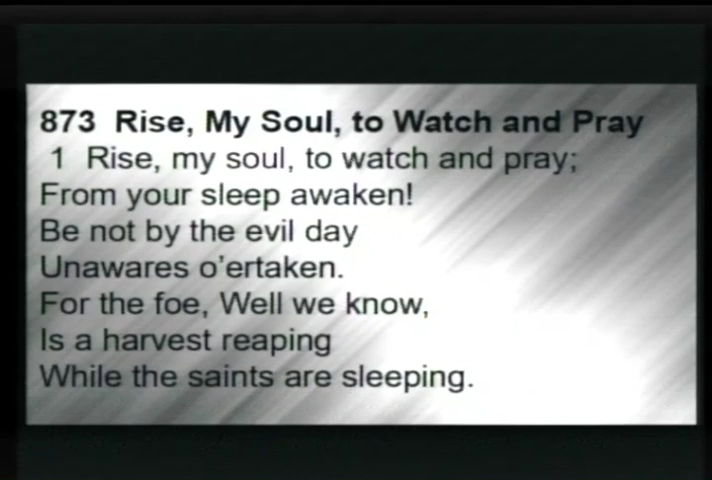 873 Rise, My Soul, to Watch and Pray
1 Rise, my soul, to watch and pray;
From your sleep awaken!
Be not by the evil day
Unawares o'ertaken.
For the foe, Well we know,
Is a harvest reaping
While the saints are sleeping.